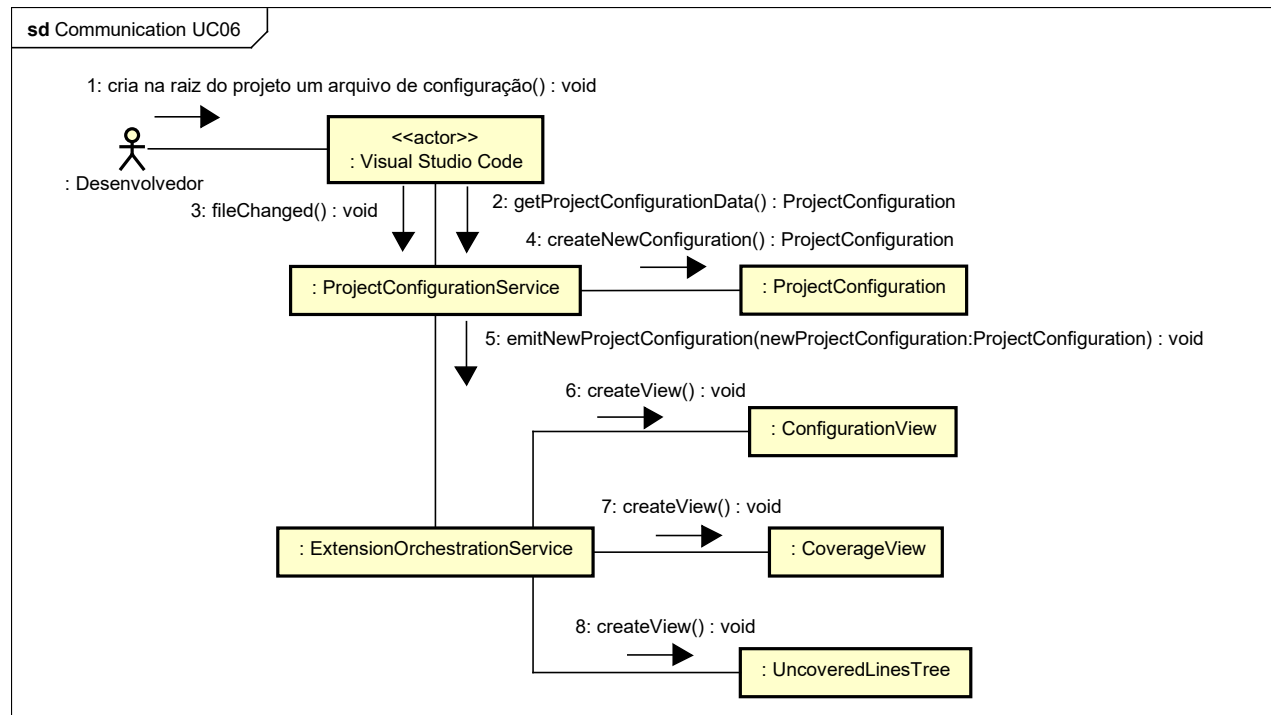 sd Communication UC06
1: cria na raiz do projeto um arquivo de configuração() : void
<<actor>>
: Visual Studio Code
: Desenvolvedor
3: fileChanged() : void
2: getProjectConfigurationData() : ProjectConfiguration
4: createNewConfiguration() : ProjectConfiguration
: ProjectConfigurationService
: ProjectConfiguration
5: emitNewProjectConfiguration(newProjectConfiguration:ProjectConfiguration) : void
6: createView() : void
: ConfigurationView
7: createView() : void
: ExtensionOrchestrationService
: CoverageView
8: createView() : void
: UncoveredLinesTree